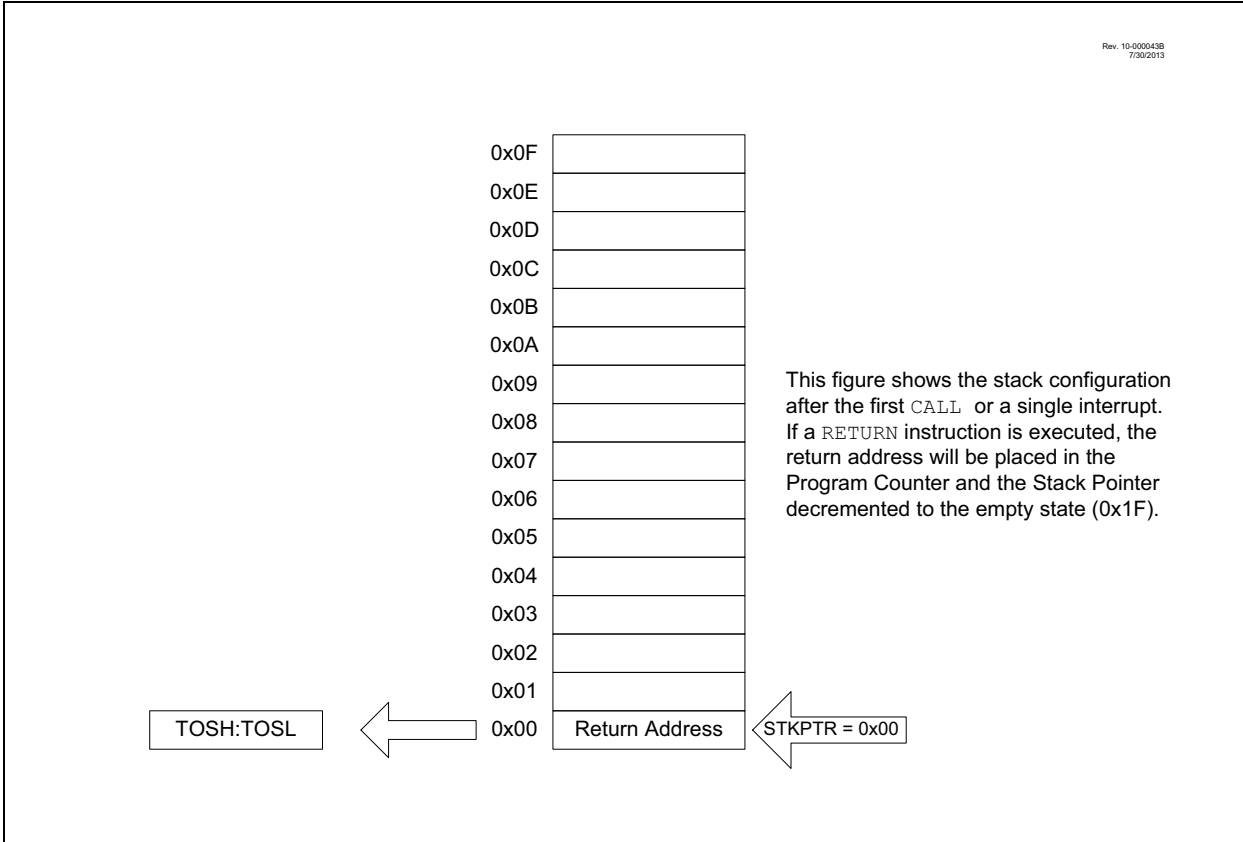 Rev. 10-000043B
7/30/2013
0x0F
0x0E
0x0D
0x0C
0x0B
0x0A
0x09
0x08
0x07
0x06
0x05
0x04
0x03
0x02
0x01
This figure shows the stack configuration
after the first CALL or a single interrupt.
If a RETURN instruction is executed, the
return address will be placed in the
Program Counter and the Stack Pointer
decremented to the empty state (0x1F).
TOSH:TOSL
0x00
Return Address
STKPTR = 0x00